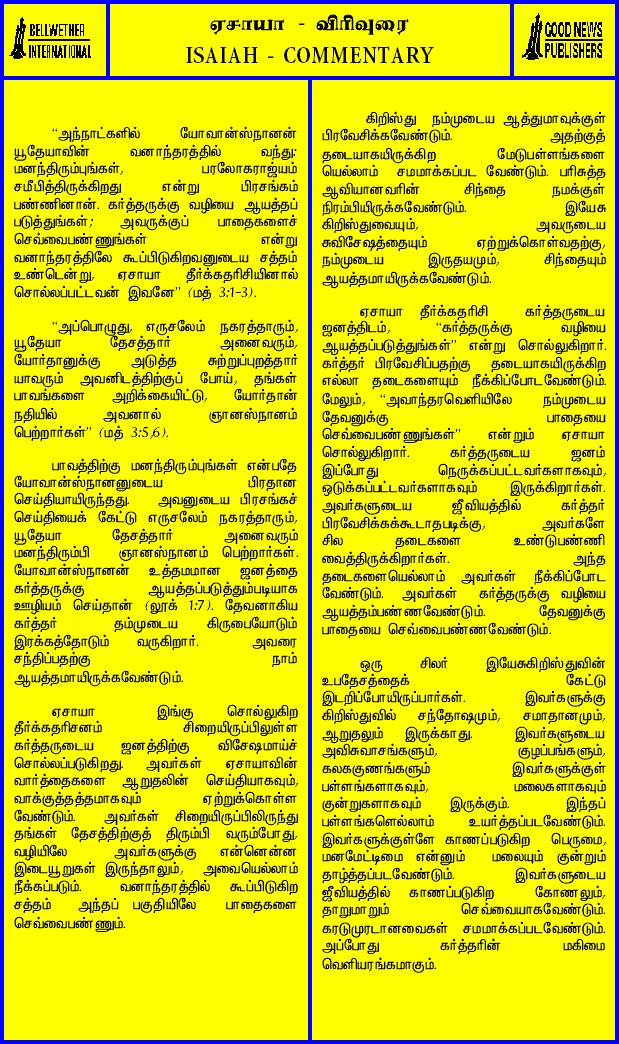 BELLWETHER
INTERNATIONAL
ஏசாயா - விரிவுரை
ISAIAH - COMMENTARY
GOOD NEWS
PUBLISHERS
“அந்நாட்களில் யோவான்ஸ்நானன்
யூதேயாவின் வனாந்தரத்தில் வந்து:
மனந்திரும்புங்கள், பரலோகராஜ்யம்
சமீபித்திருக்கிறது என்று பிரசங்கம்
பண்ணினான். கர்த்தருக்கு வழியை ஆயத்தப்
படுத்துங்கள்; அவருக்குப் பாதைகளைச்
செவ்வைபண்ணுங்கள் என்று
வனாந்தரத்திலே கூப்பிடுகிறவனுடைய சத்தம்
உண்டென்று, ஏசாயா தீர்க்கதரிசியினால்
சொல்லப்பட்டவன் இவனே” (மத் 3:1-3).
“அப்பொழுது, எருசலேம் நகரத்தாரும்,
யூதேயா தேசத்தார் அனைவரும்,
யோர்தானுக்கு அடுத்த சுற்றுப்புறத்தார்
யாவரும் அவனிடத்திற்குப் போய், தங்கள்
பாவங்களை அறிக்கையிட்டு, யோர்தான்
நதியில் அவனால் ஞானஸ்நானம்
பெற்றார்கள்” (மத் 3:5,6).
பாவத்திற்கு மனந்திரும்புங்கள் என்பதே
யோவான்ஸ்நானனுடைய பிரதான
செய்தியாயிருந்தது. அவனுடைய பிரசங்கச்
செய்தியைக் கேட்டு எருசலேம் நகரத்தாரும்,
யூதேயா தேசத்தார் அனைவரும்
மனந்திரும்பி ஞானஸ்நானம் பெற்றார்கள்.
யோவான்ஸ்நானன் உத்தமமான ஜனத்தை
கர்த்தருக்கு ஆயத்தப்படுத்தும்படியாக
ஊழியம் செய்தான் (லூக் 1:7). தேவனாகிய
கர்த்தர் தம்முடைய கிருபையோடும்
இரக்கத்தோடும் வருகிறார். அவரை
சந்திப்பதற்கு நாம்
ஆயத்தமாயிருக்கவேண்டும்.
ஏசாயா இங்கு சொல்லுகிற
தீர்க்கதரிசனம் சிறையிருப்பிலுள்ள
கர்த்தருடைய ஜனத்திற்கு விசேஷமாய்ச்
சொல்லப்படுகிறது. அவர்கள் ஏசாயாவின்
வார்த்தைகளை ஆறுதலின் செய்தியாகவும்,
வாக்குத்தத்தமாகவும் ஏற்றுக்கொள்ள
வேண்டும். அவர்கள் சிறையிருப்பிலிருந்து
தங்கள் தேசத்திற்குத் திரும்பி வரும்போது,
வழியிலே அவர்களுக்கு என்னென்ன
இடையூறுகள் இருந்தாலும், அவையெல்லாம்
நீக்கப்படும். வனாந்தரத்தில் கூப்பிடுகிற
சத்தம் அந்தப் பகுதியிலே பாதைகளை
செவ்வைபண்ணும்.
கிறிஸ்து நம்முடைய ஆத்துமாவுக்குள்
பிரவேசிக்கவேண்டும். அதற்குத்
தடையாகயிருக்கிற மேடுபள்ளங்களை
யெல்லாம் சமமாக்கப்பட வேண்டும். பரிசுத்த
ஆவியானவரின் சிந்தை நமக்குள்
நிரம்பியிருக்கவேண்டும். இயேசு
கிறிஸ்துவையும், அவருடைய
சுவிசேஷத்தையும் ஏற்றுக்கொள்வதற்கு,
நம்முடைய இருதயமும், சிந்தையும்
ஆயத்தமாயிருக்கவேண்டும்.
ஏசாயா தீர்க்கதரிசி கர்த்தருடைய
ஜனத்திடம், “கர்த்தருக்கு வழியை
ஆயத்தப்படுத்துங்கள்” என்று சொல்லுகிறார்.
கர்த்தர் பிரவேசிப்பதற்கு தடையாகயிருக்கிற
எல்லா தடைகளையும் நீக்கிப்போடவேண்டும்.
மேலும், “அவாந்தரவெளியிலே நம்முடைய
தேவனுக்கு பாதையை
செவ்வைபண்ணுங்கள்” என்றும் ஏசாயா
சொல்லுகிறார். கர்த்தருடைய ஜனம்
இப்போது நெருக்கப்பட்டவர்களாகவும்,
ஒடுக்கப்பட்டவர்களாகவும் இருக்கிறார்கள்.
அவர்களுடைய ஜீவியத்தில் கர்த்தர்
பிரவேசிக்கக்கூடாதபடிக்கு, அவர்களே
சில தடைகளை உண்டுபண்ணி
வைத்திருக்கிறார்கள். அந்த
தடைகளையெல்லாம் அவர்கள் நீக்கிப்போட
வேண்டும். அவர்கள் கர்த்தருக்கு வழியை
ஆயத்தம்பண்ணவேண்டும். தேவனுக்கு
பாதையை செவ்வைபண்ணவேண்டும்.
ஒரு சிலர் இயேசுகிறிஸ்துவின்
உபதேசத்தைக் கேட்டு
இடறிப்போயிருப்பார்கள். இவர்களுக்கு
கிறிஸ்துவில் சந்தோஷமும், சமாதானமும்,
ஆறுதலும் இருக்காது. இவர்களுடைய
அவிசுவாசங்களும், குழப்பங்களும்,
கலககுணங்களும் இவர்களுக்குள்
பள்ளங்களாகவும், மலைகளாகவும்
குன்றுகளாகவும் இருக்கும். இந்தப்
பள்ளங்களெல்லாம் உயர்த்தப்படவேண்டும்.
இவர்களுக்குள்ளே காணப்படுகிற பெருமை,
மனமேட்டிமை என்னும் மலையும் குன்றும்
தாழ்த்தப்படவேண்டும். இவர்களுடைய
ஜீவியத்தில் காணப்படுகிற கோணலும்,
தாறுமாறும் செவ்வையாகவேண்டும்.
கரடுமுரடானவைகள் சமமாக்கப்படவேண்டும்.
அப்போது கர்த்தரின் மகிமை
வெளியரங்கமாகும்.